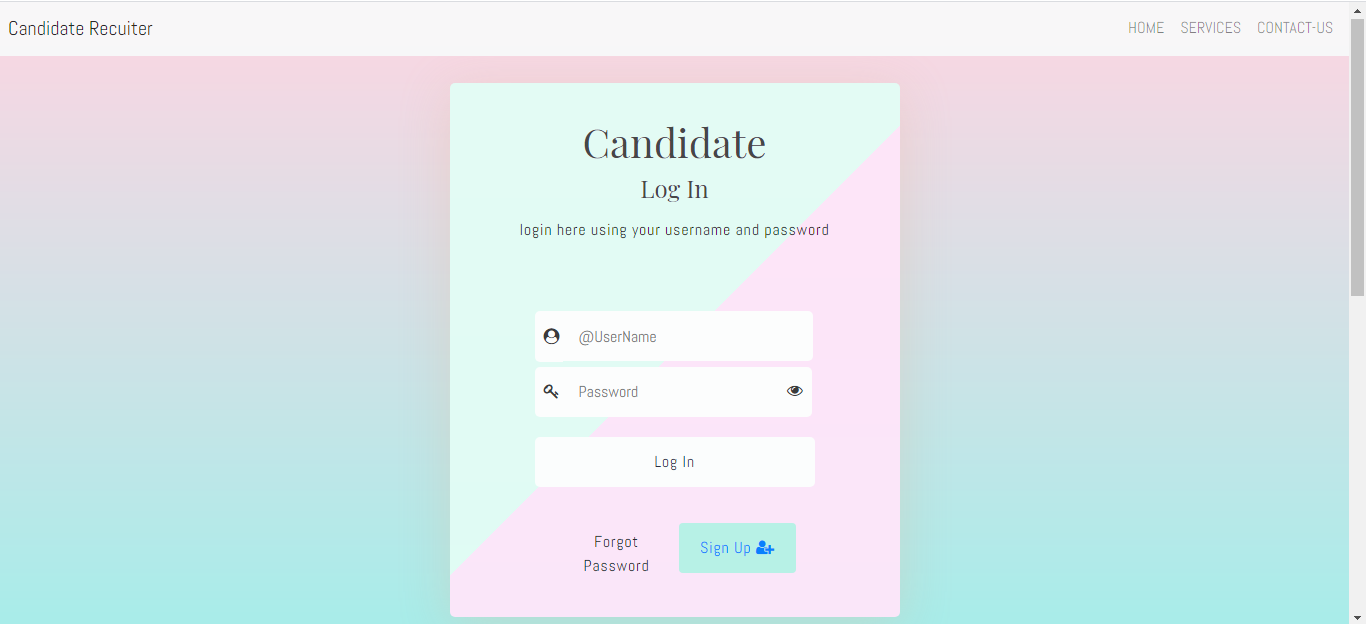 Candidate Recuiter
HOME SERVICES CONTACT-US
Candidate
Log In
login here using your username and password
@UserName
Password
Log In
Forgot
Password
Sign Up